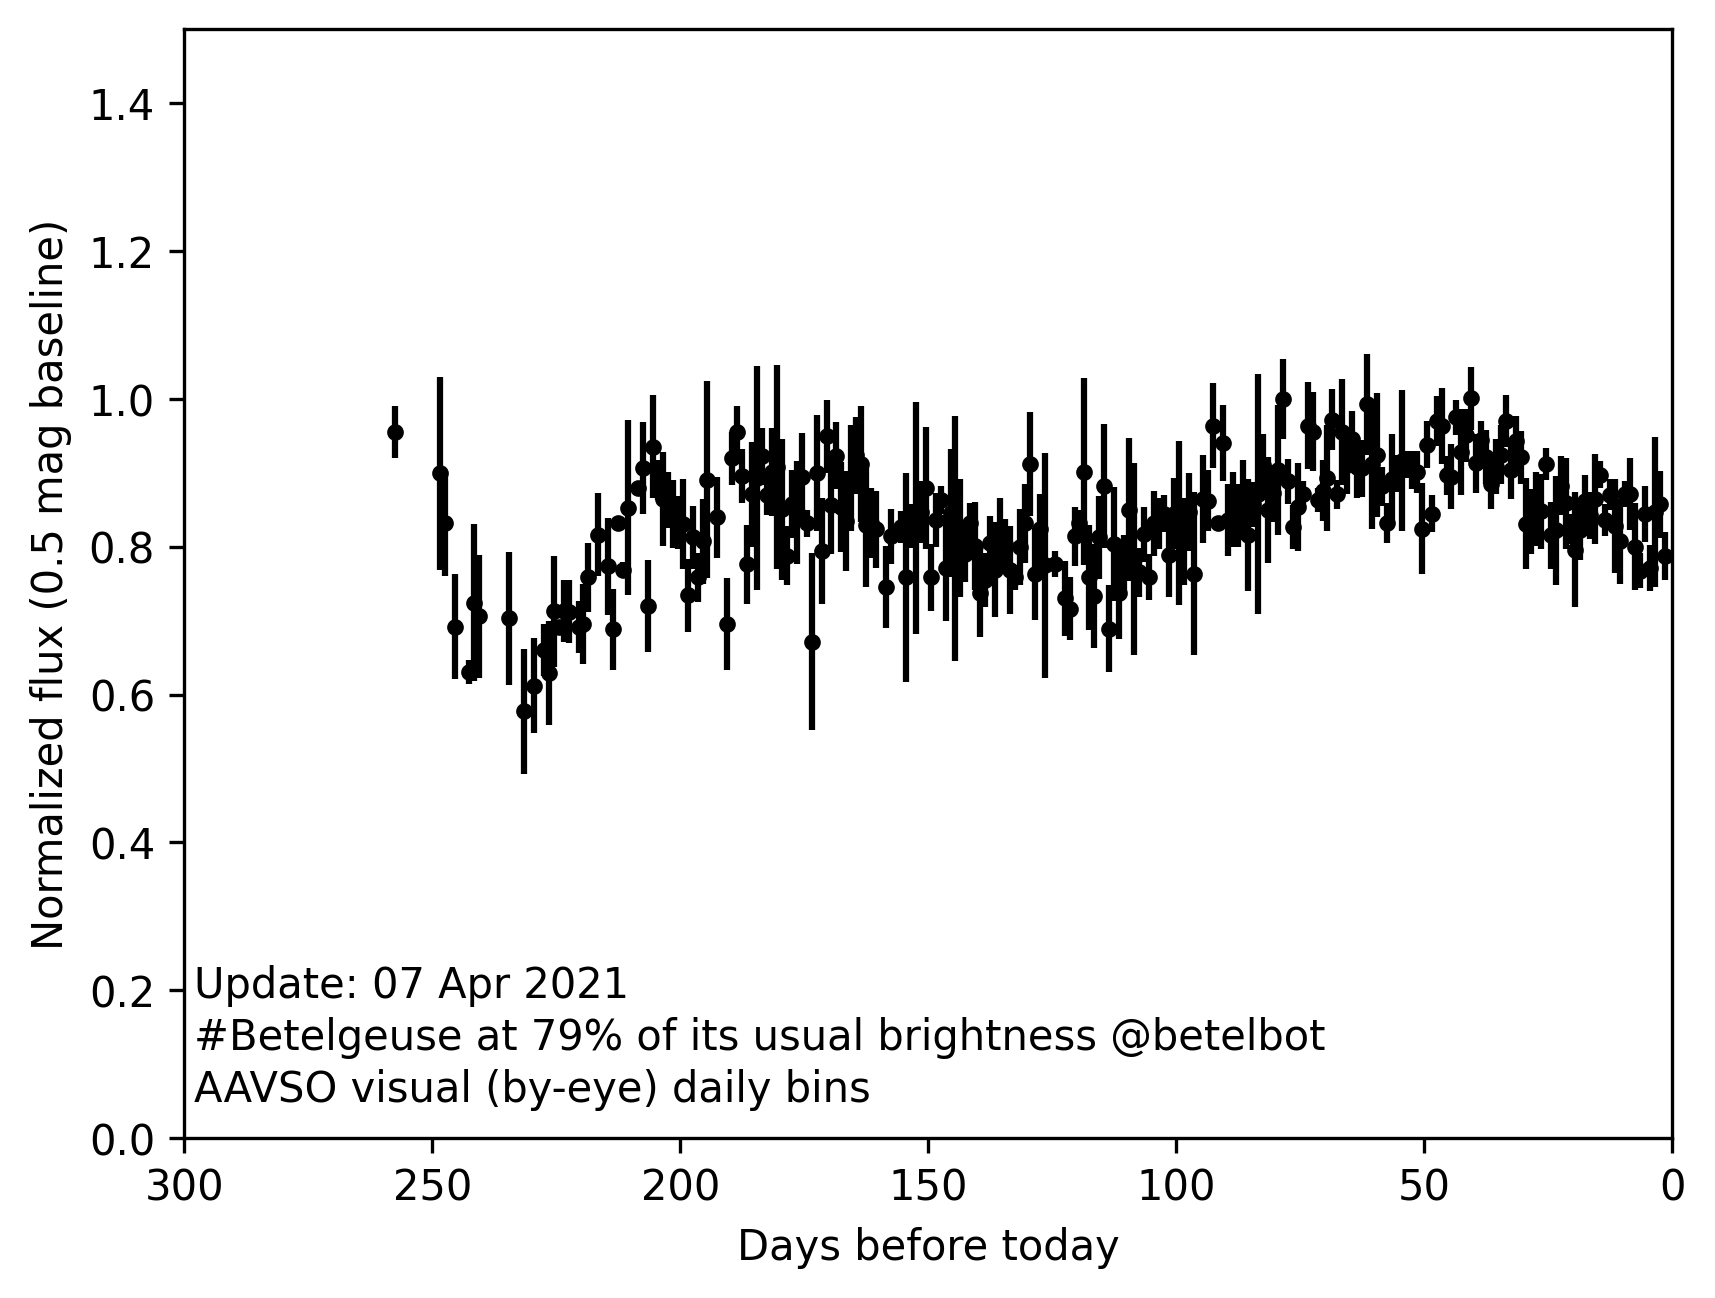 1.4
1.2
1.0
0.8
0.6
0.4
0.2
0.0
Normalized flux (0.5 mag baseline)
Update: 07 Apr 2021
#Betelgeuse at 79% of its usual brightness @betelbot
AAVSO visual (by-eye) daily bins
300 250 200 150 100 50 0
Days before today